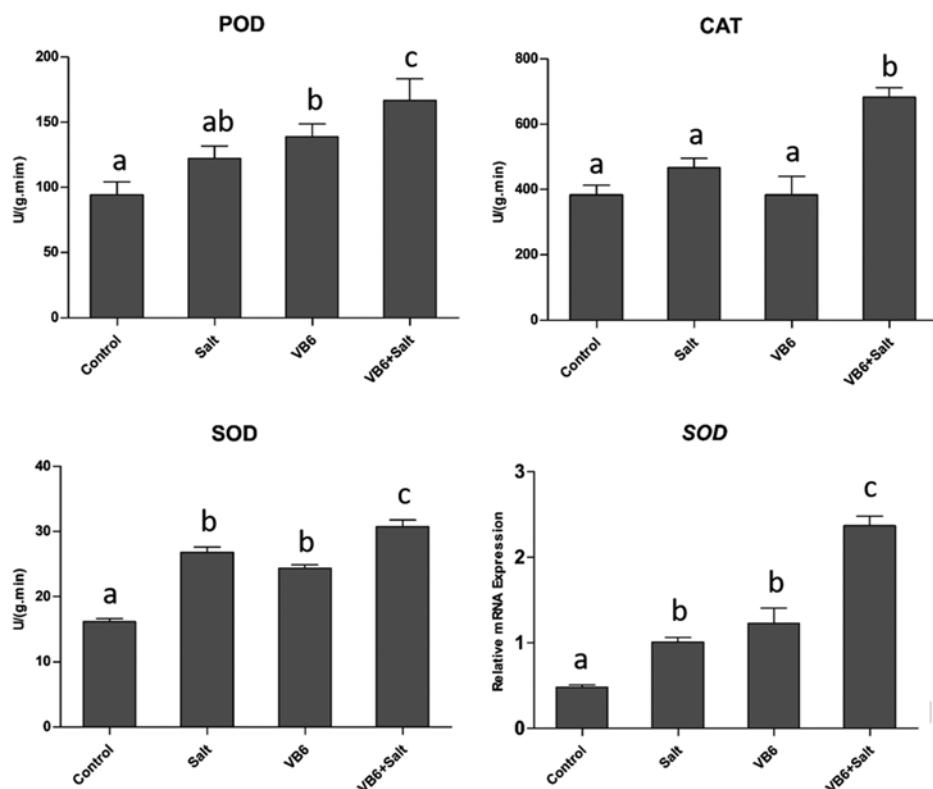 POD
U/(g.mim)
200
150
100
50
0
a
ab
b
c
Control
Salt
VB6
VB6+Salt
CAT
U/(g.min)
800
600
400
200
0
a
a
a
b
Control
Salt
VB6
VB6+Salt
SOD
U/(g.min)
40
30
20
10
0
a
b
b
c
Control
Salt
VB6
VB6+Salt
SOD
Relative mRNA Expression
3
2
1
0
a
b
b
c
Control
Salt
VB6
VB6+Salt